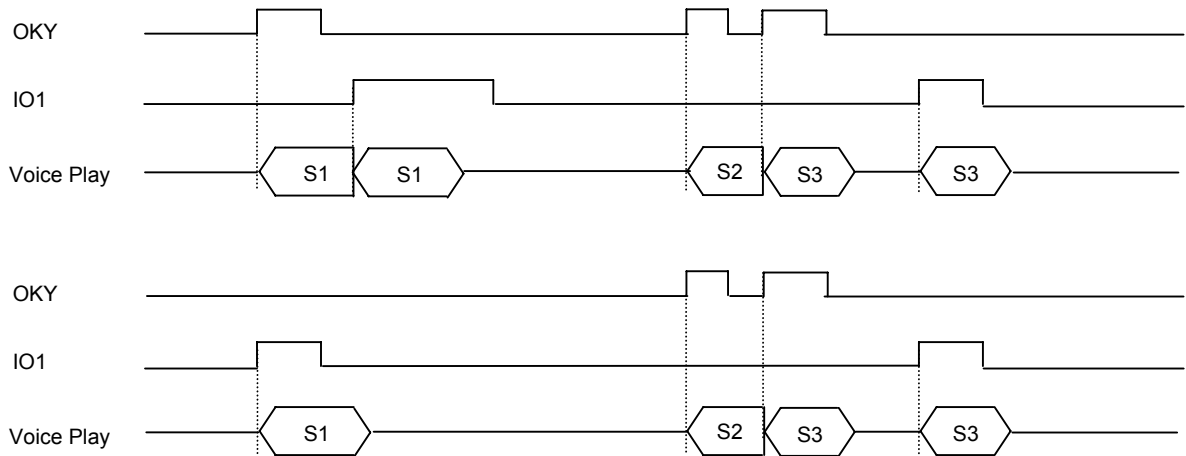 OKY
IO1
Voice Play S1 S1 S2 S3 S3
OKY
IO1
Voice Play S1 S2 S3 S3